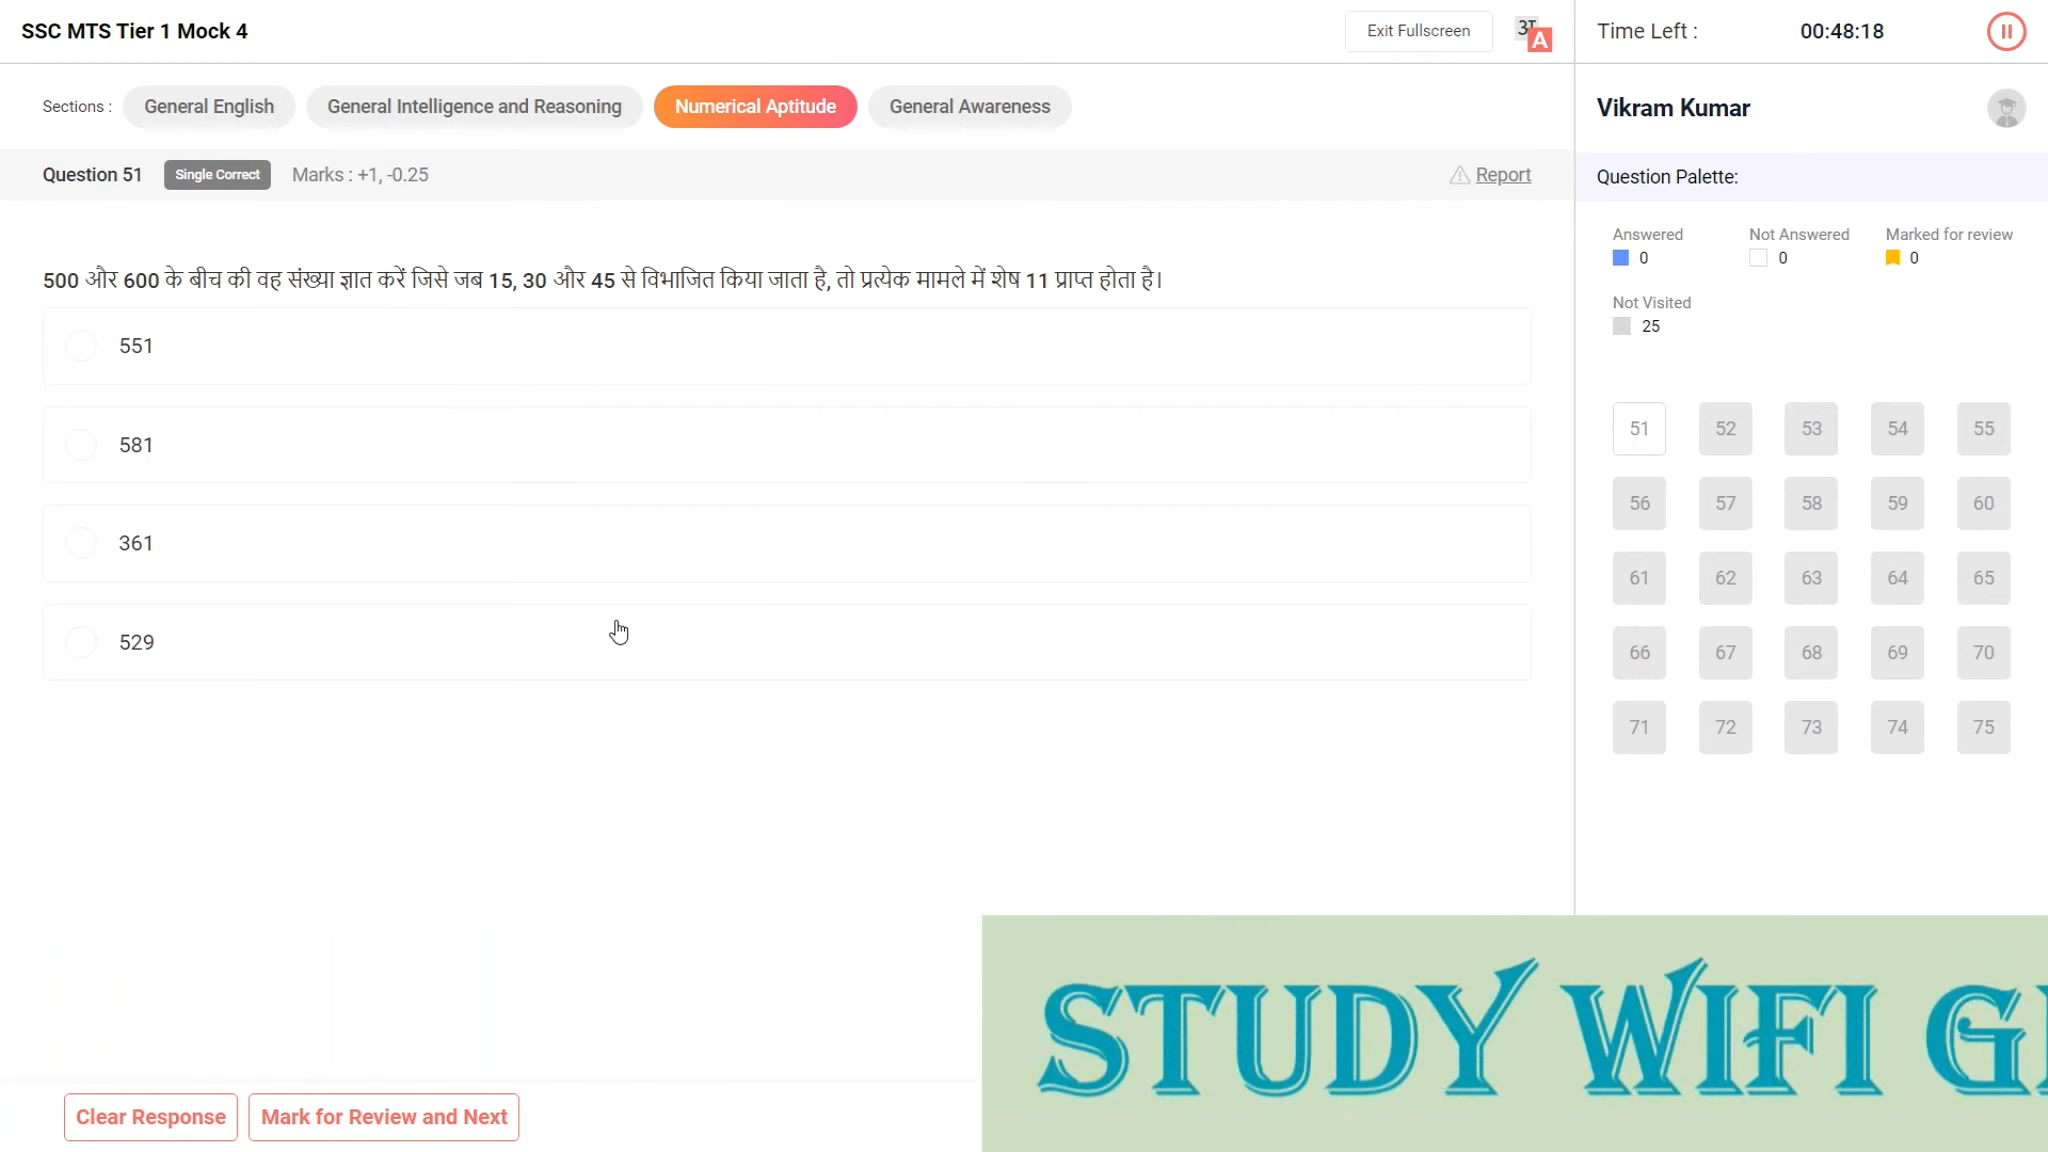 SSC MTS Tier 1 Mock 4
Exit Fullscreen
अ A
Time Left : 00:48:18
Sections : General English General Intelligence and Reasoning Numerical Aptitude General Awareness
Vikram Kumar
Question 51 Single Correct Marks : +1, -0.25
Report
Question Palette:
500 और 600 के बीच की वह संख्या ज्ञात करें जिसे जब 15, 30 और 45 से विभाजित किया जाता है, तो प्रत्येक मामले में शेष 11 प्राप्त होता है।
551
581
361
529
Answered Not Answered Marked for review
0 0 0
Not Visited
25
51 52 53 54 55
56 57 58 59 60
61 62 63 64 65
66 67 68 69 70
71 72 73 74 75
STUDY WIFI
Clear Response Mark for Review and Next